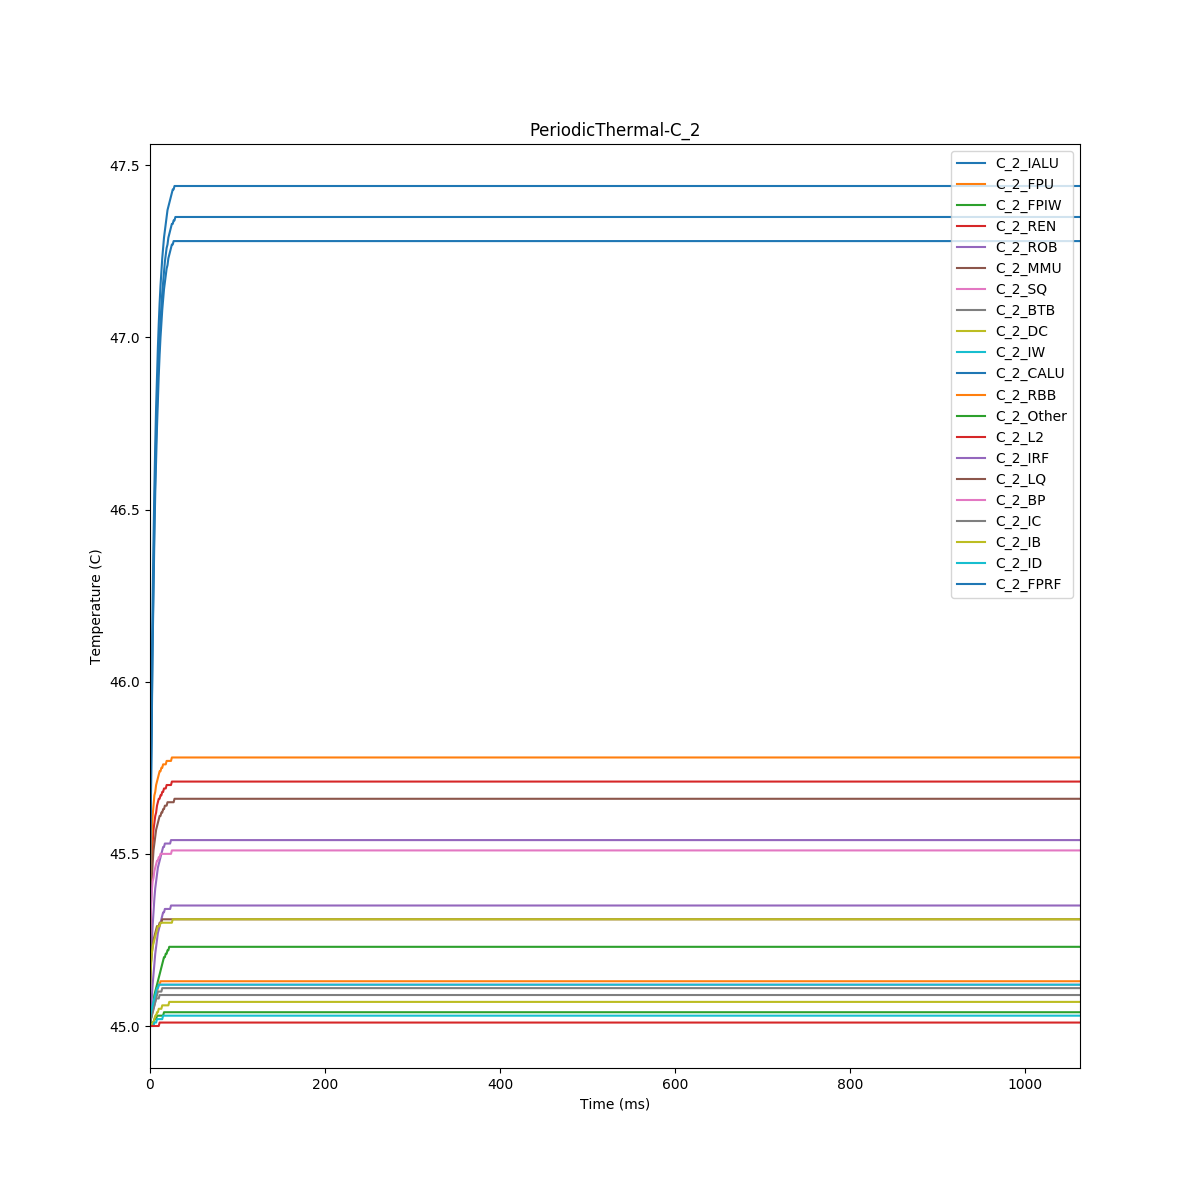 PeriodicThermal-C_2
47.5
47.0
46.5
46.0
45.5
45.0
Temperature (C)
0 200 400 600 800 1000
Time (ms)
C_2_IALU
C_2_FPU
C_2_FPIW
C_2_REN
C_2_ROB
C_2_MMU
C_2_SQ
C_2_BTB
C_2_DC
C_2_IW
C_2_CALU
C_2_RBB
C_2_Other
C_2_L2
C_2_IRF
C_2_LQ
C_2_BP
C_2_IC
C_2_IB
C_2_ID
C_2_FPRF